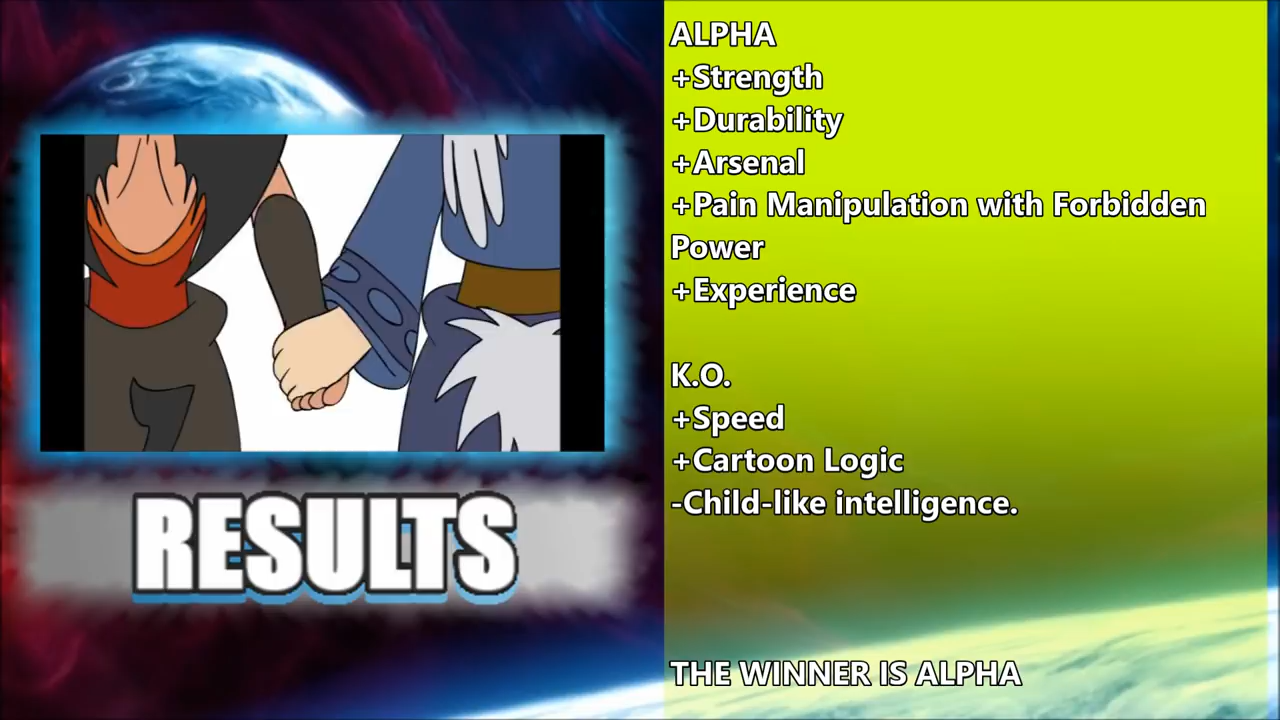 RESULTS
ALPHA
+Strength
+Durability
+Arsenal
+Pain Manipulation with Forbidden
Power
+Experience
K.O.
+Speed
+Cartoon Logic
-Child-like intelligence.
THE WINNER IS ALPHA